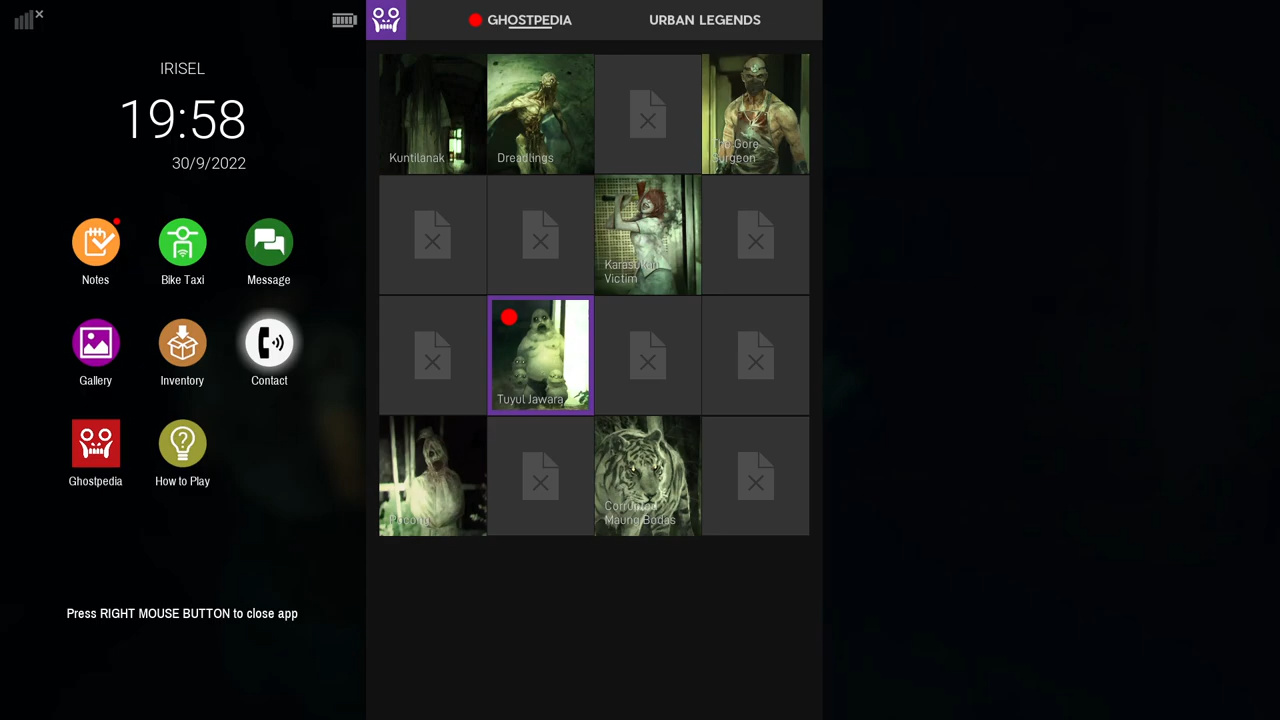 GHOSTPEDIA
URBAN LEGENDS
IRISEL
19:58
30/9/2022
Notes
Bike Taxi
Message
Gallery
Inventory
Contact
Ghostpedia
How to Play
Press RIGHT MOUSE BUTTON to close app
Kuntilanak
Dreadlings
The Gore
Surgeon
Karasukan
Victim
Tuyul Jawara
Pocong
Corrupted
Maung Bodas